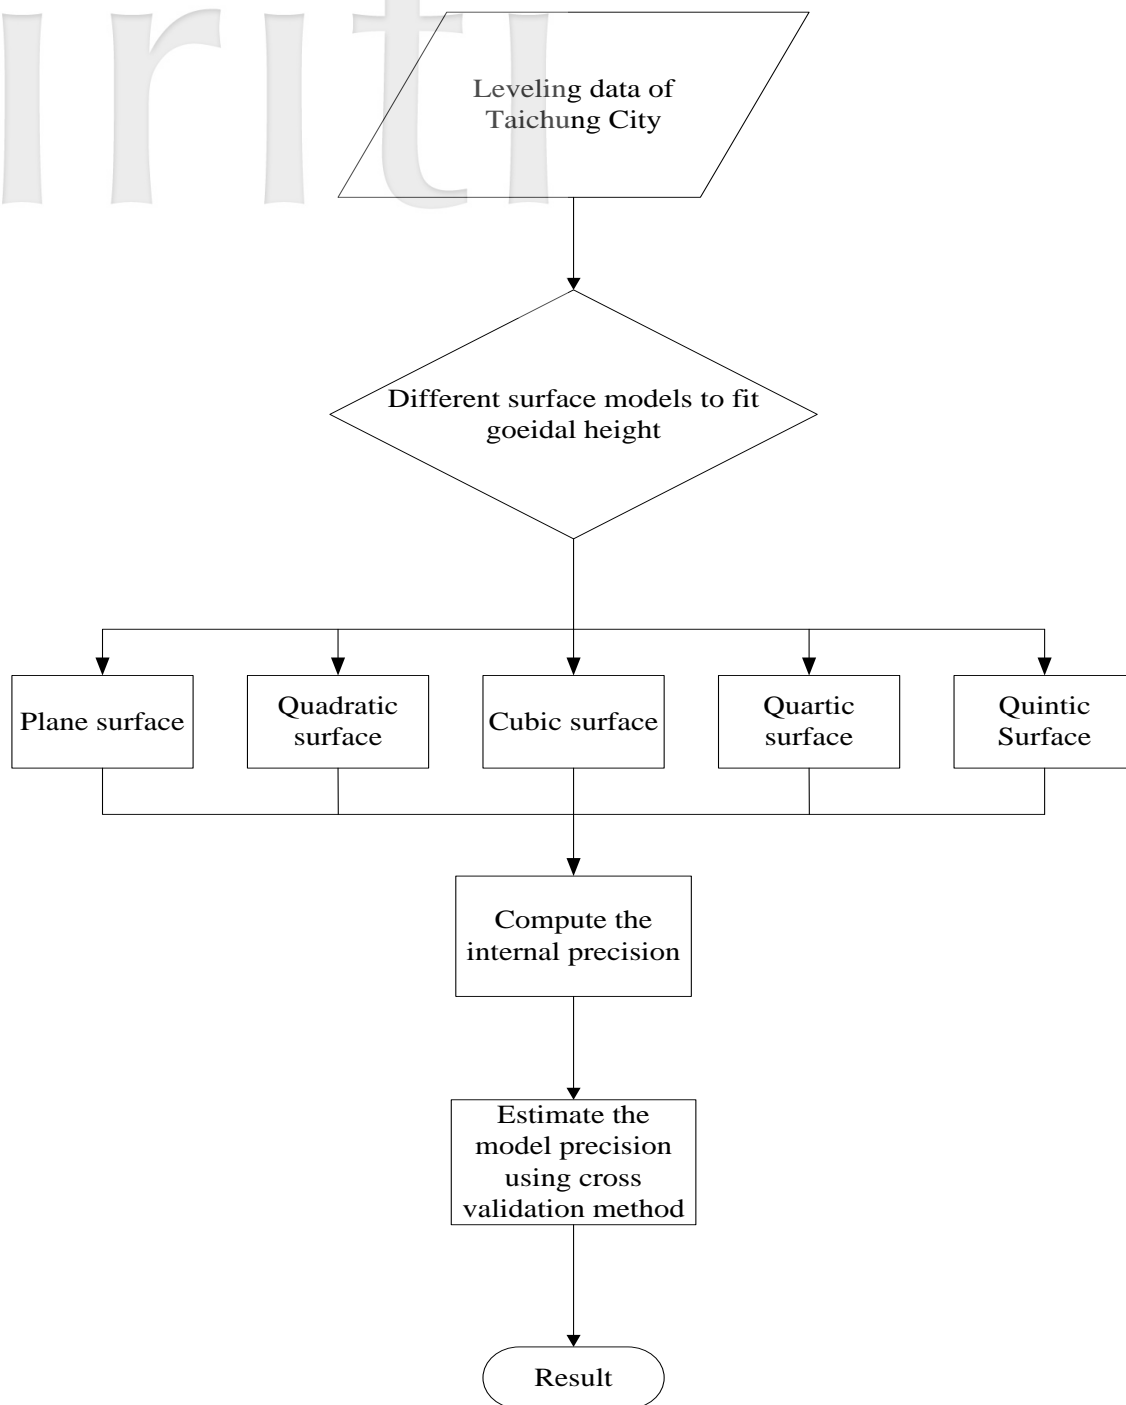 iriti
Leveling data of
Taichung City
Different surface models to fit
goeidal height
Plane surface
Quadratic
surface
Cubic surface
Quartic
surface
Quintic
Surface
Compute the
internal precision
Estimate the
model precision
using cross
validation method
Result